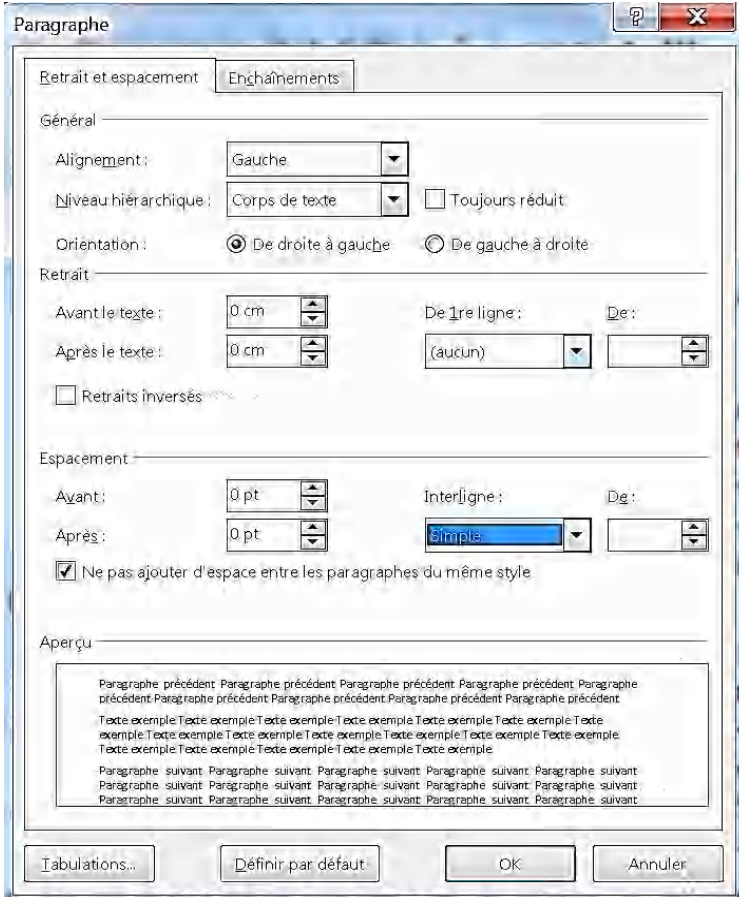 Paragraphe
Retrait et espacement Enchaînements
Général
Alignement : Gauche
Niveau hiérarchique : Corps de texte Toujours réduit
Orientation : De droite à gauche De gauche à droite
Retrait
Avant le texte : 0 cm De 1re ligne : De :
Après le texte : 0 cm (aucun)
Retraits inversés
Espacement
Avant : 0 pt Interligne : De :
Après : 0 pt Simple
Ne pas ajouter d'espace entre les paragraphes du même style
Aperçu
Paragraphe précédent Paragraphe précédent Paragraphe précédent Paragraphe précédent Paragraphe
précédent Paragraphe précédent Paragraphe précédent Paragraphe précédent Paragraphe précédent
Texte exemple Texte exemple Texte exemple Texte exemple Texte exemple Texte exemple Texte
exemple Texte exemple Texte exemple Texte exemple Texte exemple Texte exemple Texte exemple
Texte exemple Texte exemple Texte exemple Texte exemple Texte exemple
Paragraphe suivant Paragraphe suivant Paragraphe suivant Paragraphe suivant Paragraphe suivant
Paragraphe suivant Paragraphe suivant Paragraphe suivant Paragraphe suivant Paragraphe suivant
Paragraphe suivant Paragraphe suivant Paragraphe suivant Paragraphe suivant Paragraphe suivant
Tabulations... Définir par défaut OK Annuler